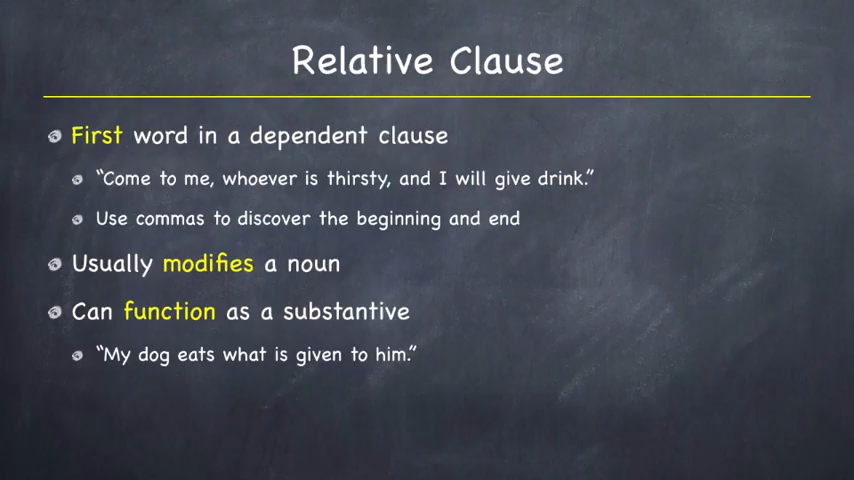 Relative Clause
First word in a dependent clause
“Come to me, whoever is thirsty, and I will give drink.”
Use commas to discover the beginning and end
Usually modifies a noun
Can function as a substantive
“My dog eats what is given to him.”